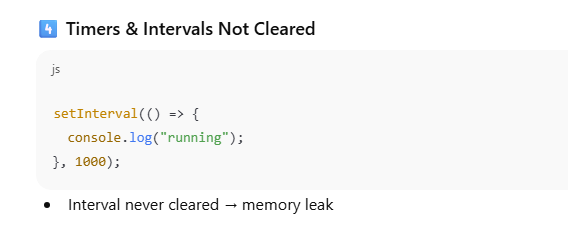 4 Timers & Intervals Not Cleared
js
setInterval(() => {
  console.log("running");
}, 1000);
• Interval never cleared → memory leak